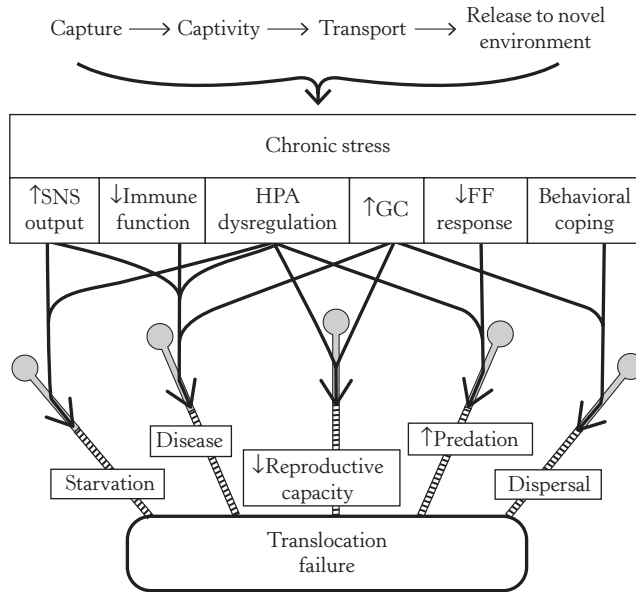 Capture → Captivity → Transport → Release to novel
environment
Chronic stress
↑SNS
output
↓Immune
function
HPA
dysregulation
↑GC
↓FF
response
Behavioral
coping
Disease
↑Predation
Starvation
↓Reproductive
capacity
Dispersal
Translocation
failure